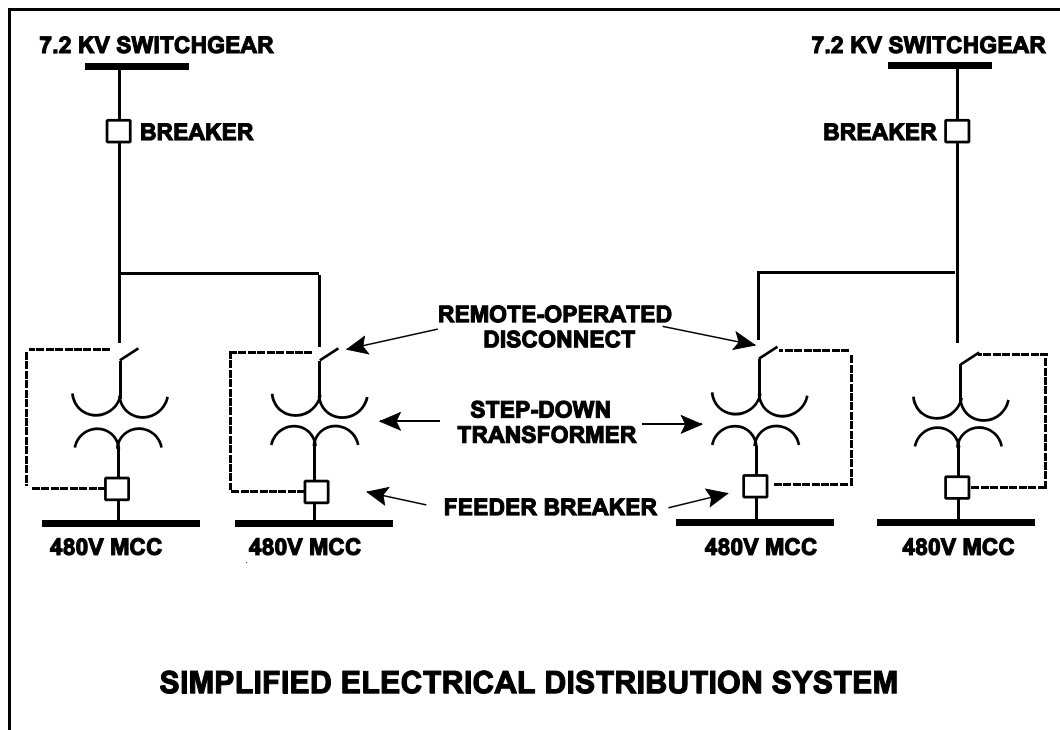 7.2 KV SWITCHGEAR
7.2 KV SWITCHGEAR
BREAKER
BREAKER
REMOTE-OPERATED
DISCONNECT
STEP-DOWN
TRANSFORMER
FEEDER BREAKER
480V MCC
480V MCC
480V MCC
480V MCC
SIMPLIFIED ELECTRICAL DISTRIBUTION SYSTEM